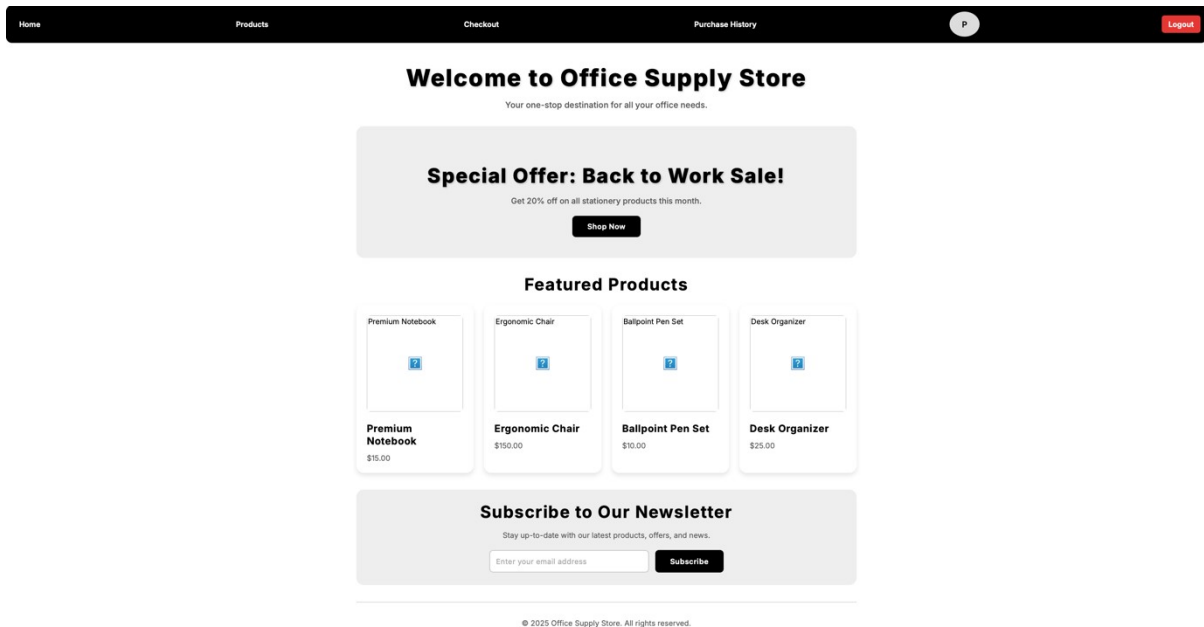 Home
Products
Checkout
Purchase History
P
Logout
Welcome to Office Supply Store
Your one-stop destination for all your office needs.
Special Offer: Back to Work Sale!
Get 20% off on all stationery products this month.
Shop Now
Featured Products
Premium Notebook
Ergonomic Chair
Ballpoint Pen Set
Desk Organizer
Premium
Notebook
$15.00
Ergonomic Chair
$150.00
Ballpoint Pen Set
$10.00
Desk Organizer
$25.00
Subscribe to Our Newsletter
Stay up-to-date with our latest products, offers, and news.
Enter your email address
Subscribe
© 2025 Office Supply Store. All rights reserved.